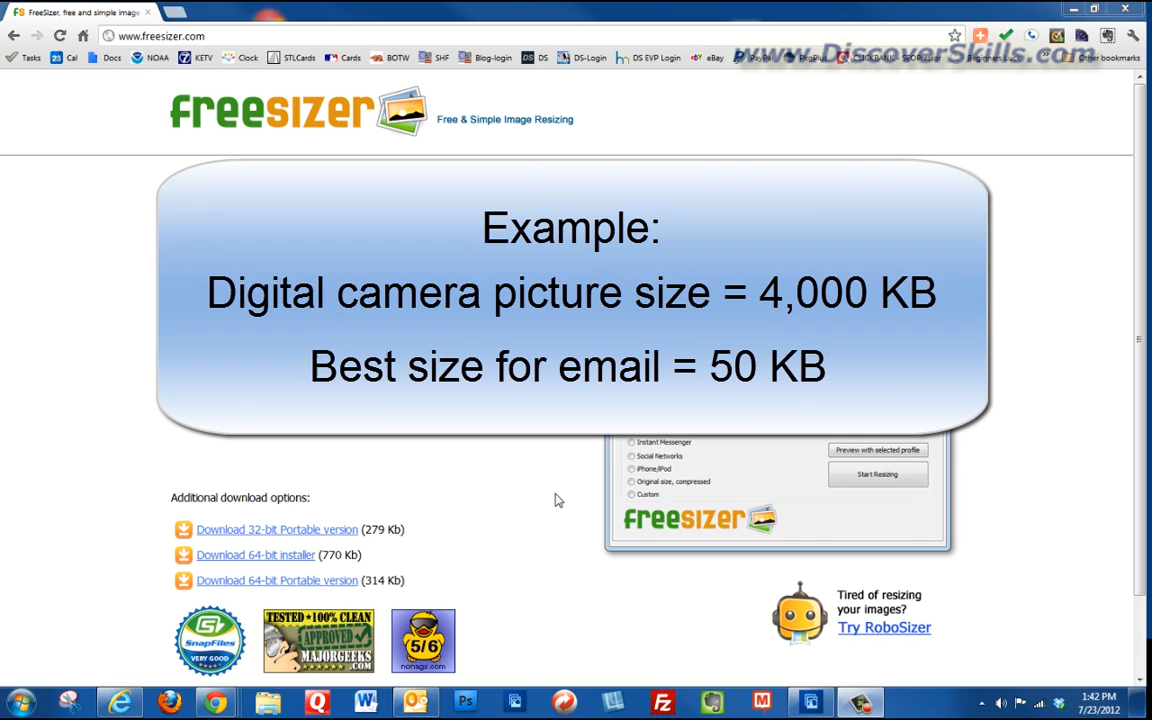 FreeSizer, free and simple image
www.freesizer.com
Tasks Cal Docs NOAA KETV Clock STLCards Cards BOTW SHF Blog-login DS DS-Login DS EVP Login eBay Other bookmarks
www.DiscoverSkills.com
freesizer Free & Simple Image Resizing
Example:
Digital camera picture size = 4,000 KB
Best size for email = 50 KB
Instant Messenger
Social Networks
iPhone/iPod
Original size, compressed
Custom
Preview with selected profile
Start Resizing
freesizer
Additional download options:
Download 32-bit Portable version (279 Kb)
Download 64-bit installer (770 Kb)
Download 64-bit Portable version (314 Kb)
SnapFiles
VERY GOOD
TESTED *100% CLEAN
APPROVED
MAJORGEEKS
.COM
5/6
nonags.com
Tired of resizing
your images?
Try RoboSizer
1:42 PM
7/23/2012